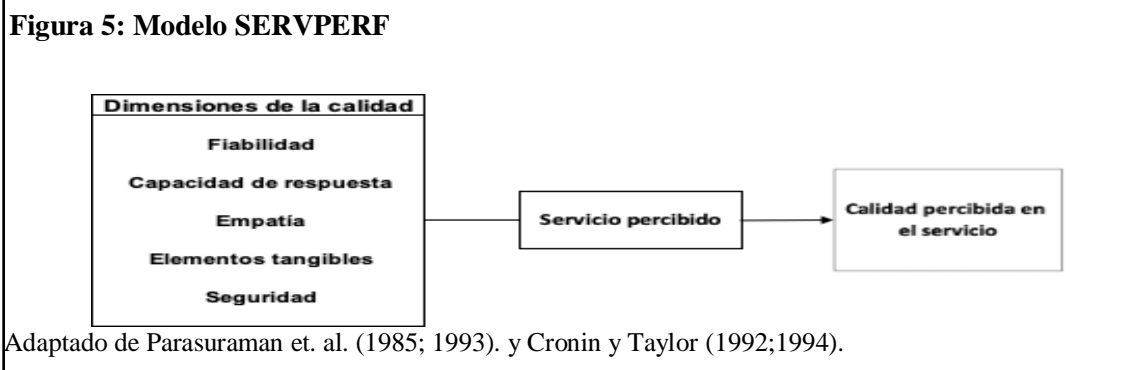 Figura 5: Modelo SERVPERF
Dimensiones de la calidad
Fiabilidad
Capacidad de respuesta
Empatía
Elementos tangibles
Seguridad
Servicio percibido
Calidad percibida en
el servicio
Adaptado de Parasuraman et. al. (1985; 1993). y Cronin y Taylor (1992;1994).